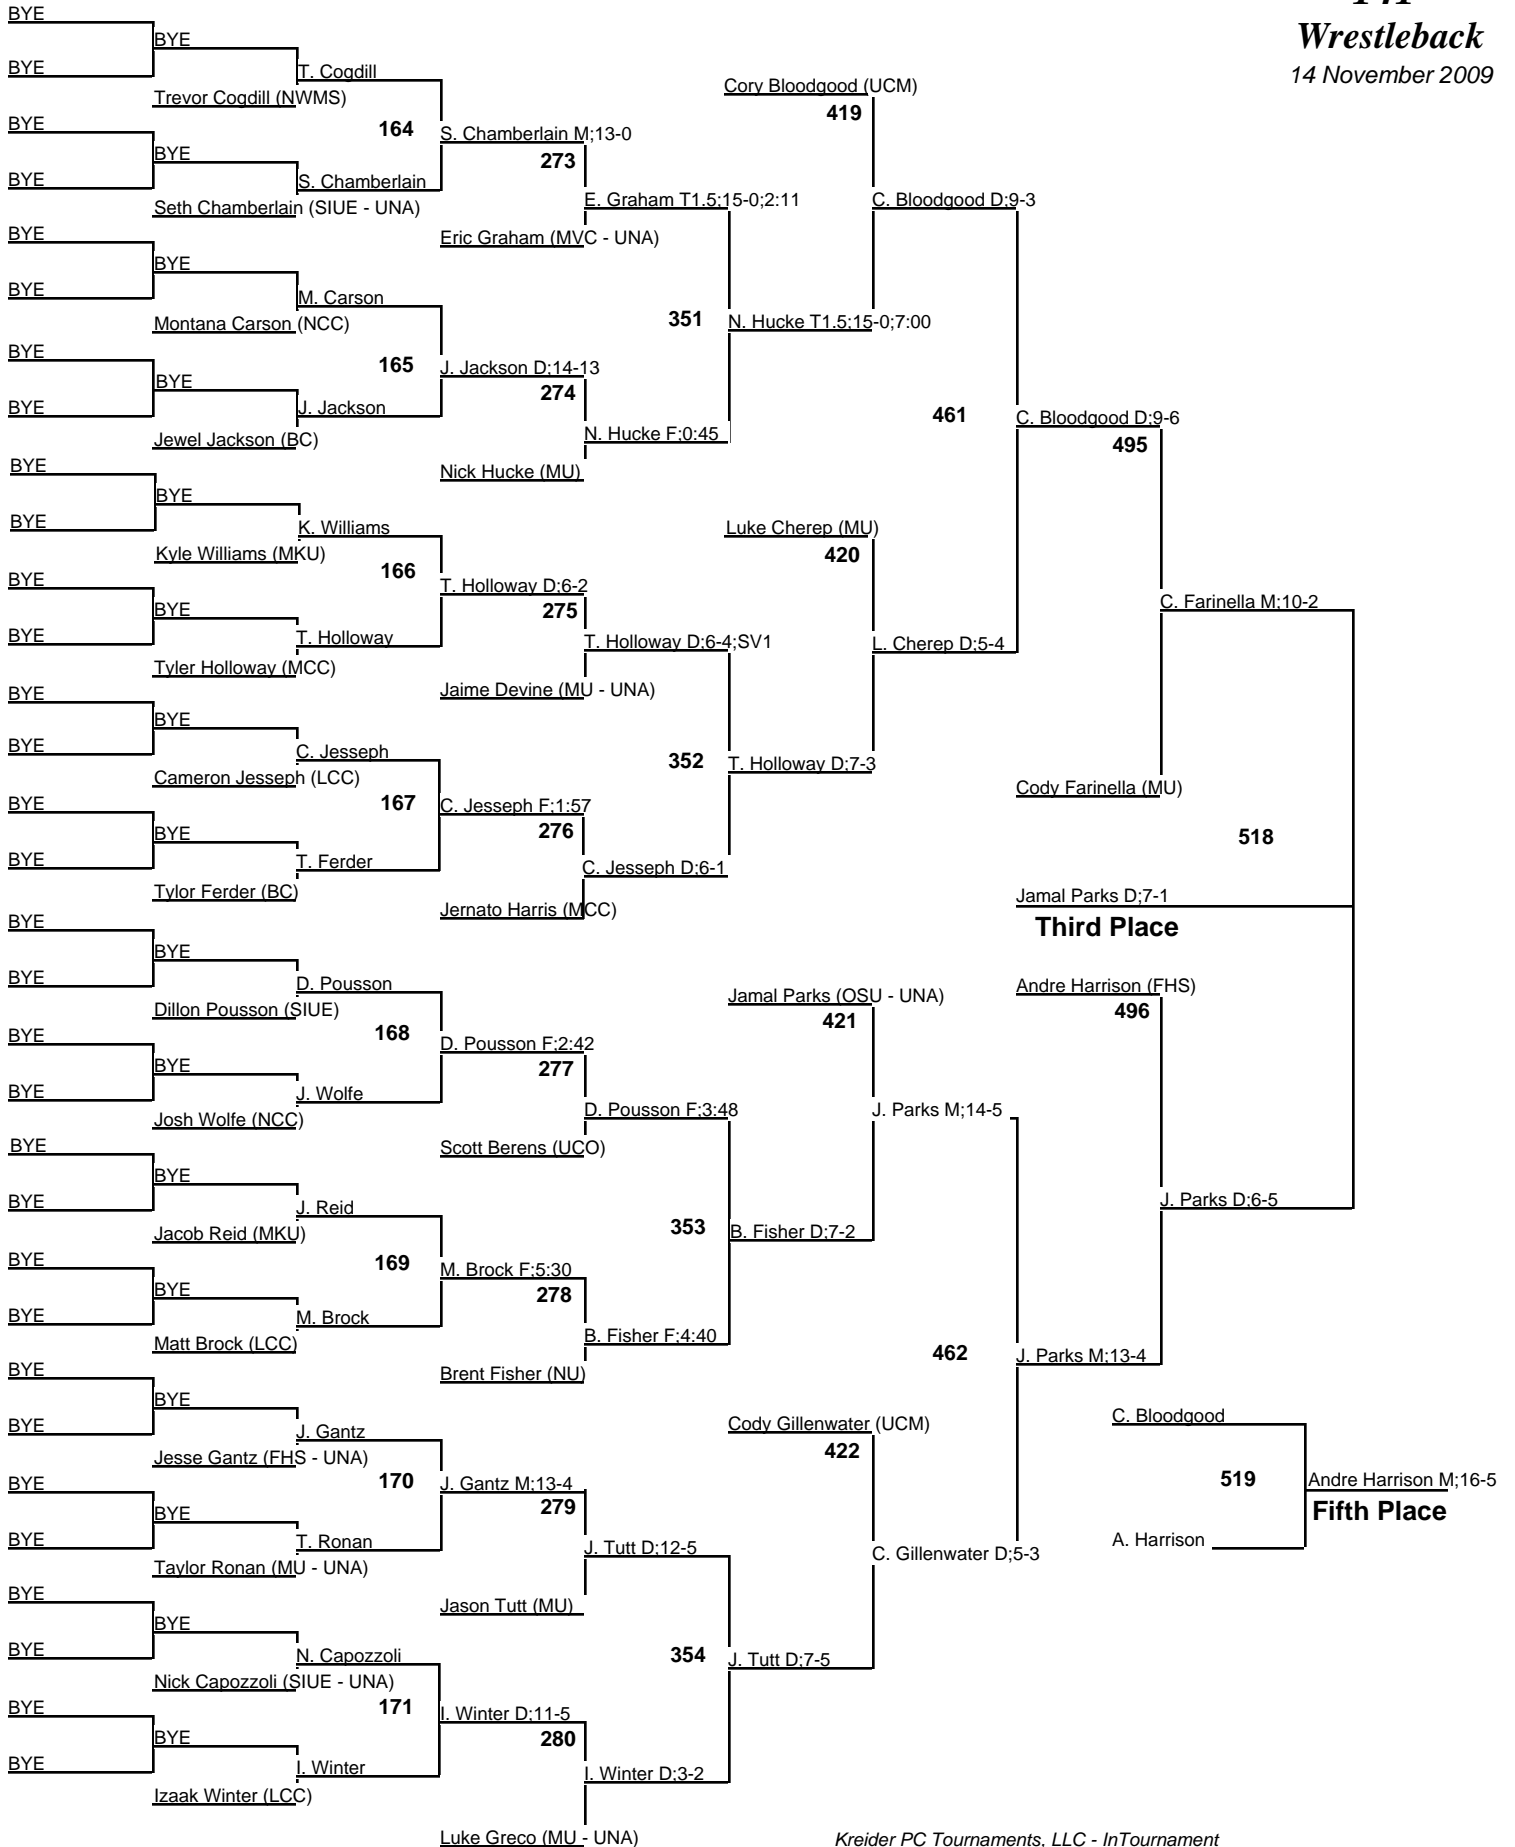 Wrestleback
14 November 2009
BYE
BYE
BYE
T. Cogdill
Trevor Cogdill (NWMS)
164
BYE
BYE
BYE
S. Chamberlain
Seth Chamberlain (SIUE - UNA)
S. Chamberlain M;13-0
273
E. Graham T1.5;15-0;2:11
Eric Graham (MVC - UNA)
BYE
BYE
BYE
M. Carson
Montana Carson (NCC)
165
BYE
BYE
BYE
J. Jackson
Jewel Jackson (BC)
J. Jackson D;14-13
274
N. Hucke F;0:45
Nick Hucke (MU)
351
N. Hucke T1.5;15-0;7:00
Cory Bloodgood (UCM)
419
C. Bloodgood D;9-3
BYE
BYE
BYE
K. Williams
Kyle Williams (MKU)
166
BYE
BYE
BYE
T. Holloway
Tyler Holloway (MCC)
T. Holloway D;6-2
275
T. Holloway D;6-4;SV1
Jaime Devine (MU - UNA)
BYE
BYE
BYE
C. Jesseph
Cameron Jesseph (LCC)
167
BYE
BYE
BYE
T. Ferder
Tylor Ferder (BC)
C. Jesseph F;1:57
276
C. Jesseph D;6-1
Jernato Harris (MCC)
352
T. Holloway D;7-3
Luke Cherep (MU)
420
L. Cherep D;5-4
461
C. Bloodgood D;9-6
495
C. Farinella M;10-2
Cody Farinella (MU)
518
Jamal Parks D;7-1
Third Place
BYE
BYE
BYE
D. Pousson
Dillon Pousson (SIUE)
168
BYE
BYE
BYE
J. Wolfe
Josh Wolfe (NCC)
D. Pousson F;2:42
277
D. Pousson F;3:48
Scott Berens (UCO)
BYE
BYE
BYE
J. Reid
Jacob Reid (MKU)
169
BYE
BYE
BYE
M. Brock
Matt Brock (LCC)
M. Brock F;5:30
278
B. Fisher F;4:40
Brent Fisher (NU)
353
B. Fisher D;7-2
Jamal Parks (OSU - UNA)
421
J. Parks M;14-5
Andre Harrison (FHS)
496
J. Parks D;6-5
BYE
BYE
BYE
J. Gantz
Jesse Gantz (FHS - UNA)
170
BYE
BYE
BYE
T. Ronan
Taylor Ronan (MU - UNA)
J. Gantz M;13-4
279
J. Tutt D;12-5
Jason Tutt (MU)
BYE
BYE
BYE
N. Capozzoli
Nick Capozzoli (SIUE - UNA)
171
BYE
BYE
BYE
I. Winter
Izaak Winter (LCC)
I. Winter D;11-5
280
I. Winter D;3-2
Luke Greco (MU - UNA)
354
J. Tutt D;7-5
Cody Gillenwater (UCM)
422
C. Gillenwater D;5-3
462
J. Parks M;13-4
C. Bloodgood
519
A. Harrison
Andre Harrison M;16-5
Fifth Place
Kreider PC Tournaments, LLC - InTournament